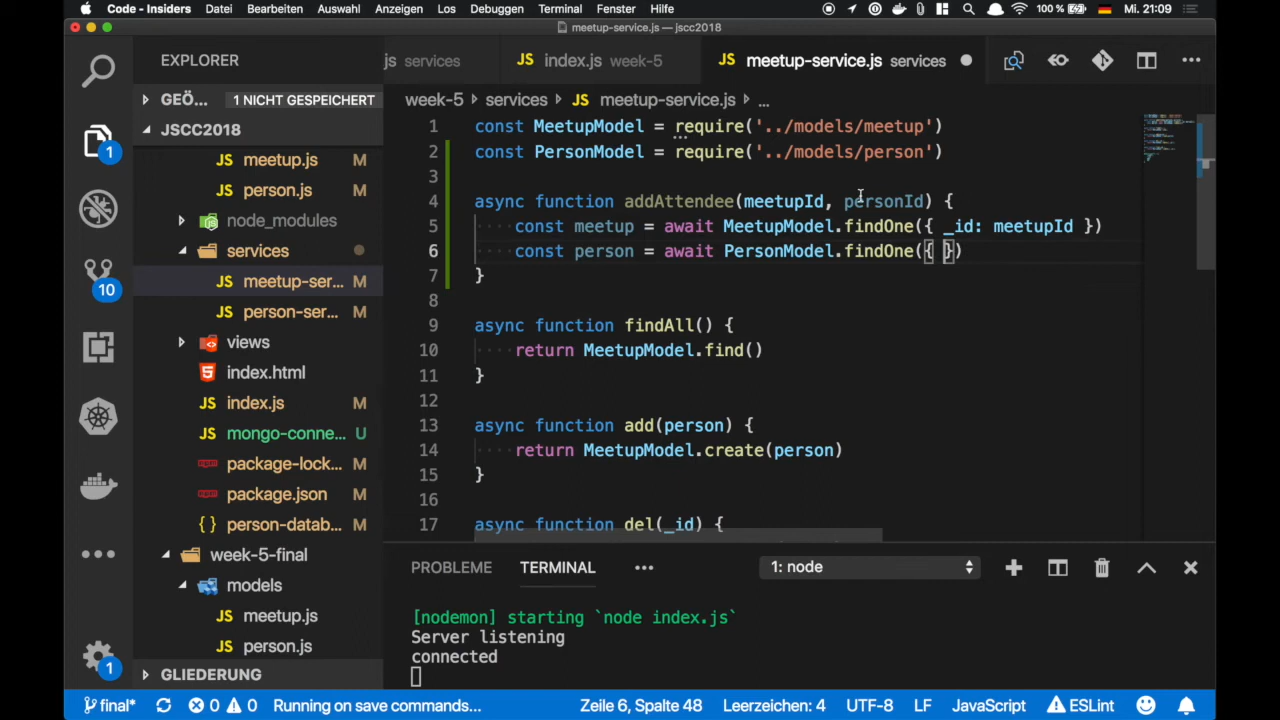 Code - Insiders Datei Bearbeiten Auswahl Anzeigen Los Debuggen Terminal Fenster Hilfe 100 % Mi. 21:09
meetup-service.js — jscc2018
EXPLORER
js services
JS index.js week-5
JS meetup-service.js services
GEÖ... 1 NICHT GESPEICHERT
week-5 services JS meetup-service.js ...
JSCC2018
JS meetup.js M
JS person.js M
node_modules
services
JS meetup-ser... M
JS person-ser... M
views
index.html
JS index.js M
mongo-conne... U
package-lock... M
package.json M
{ } person-datab... M
week-5-final
models
JS meetup.js
JS person.js
GLIEDERUNG
1
10
1
1 const MeetupModel = require('../models/meetup')
2 const PersonModel = require('../models/person')
3
4 async function addAttendee(meetupId, personId) {
5 const meetup = await MeetupModel.findOne({ _id: meetupId })
6 const person = await PersonModel.findOne({ })
7 }
8
9 async function findAll() {
10 return MeetupModel.find()
11 }
12
13 async function add(person) {
14 return MeetupModel.create(person)
15 }
16
17 async function del(_id) {
PROBLEME TERMINAL ... 1: node
[nodemon] starting `node index.js`
Server listening
connected
final* 0 0 Running on save commands... Zeile 6, Spalte 48 Leerzeichen: 4 UTF-8 LF JavaScript ESLint